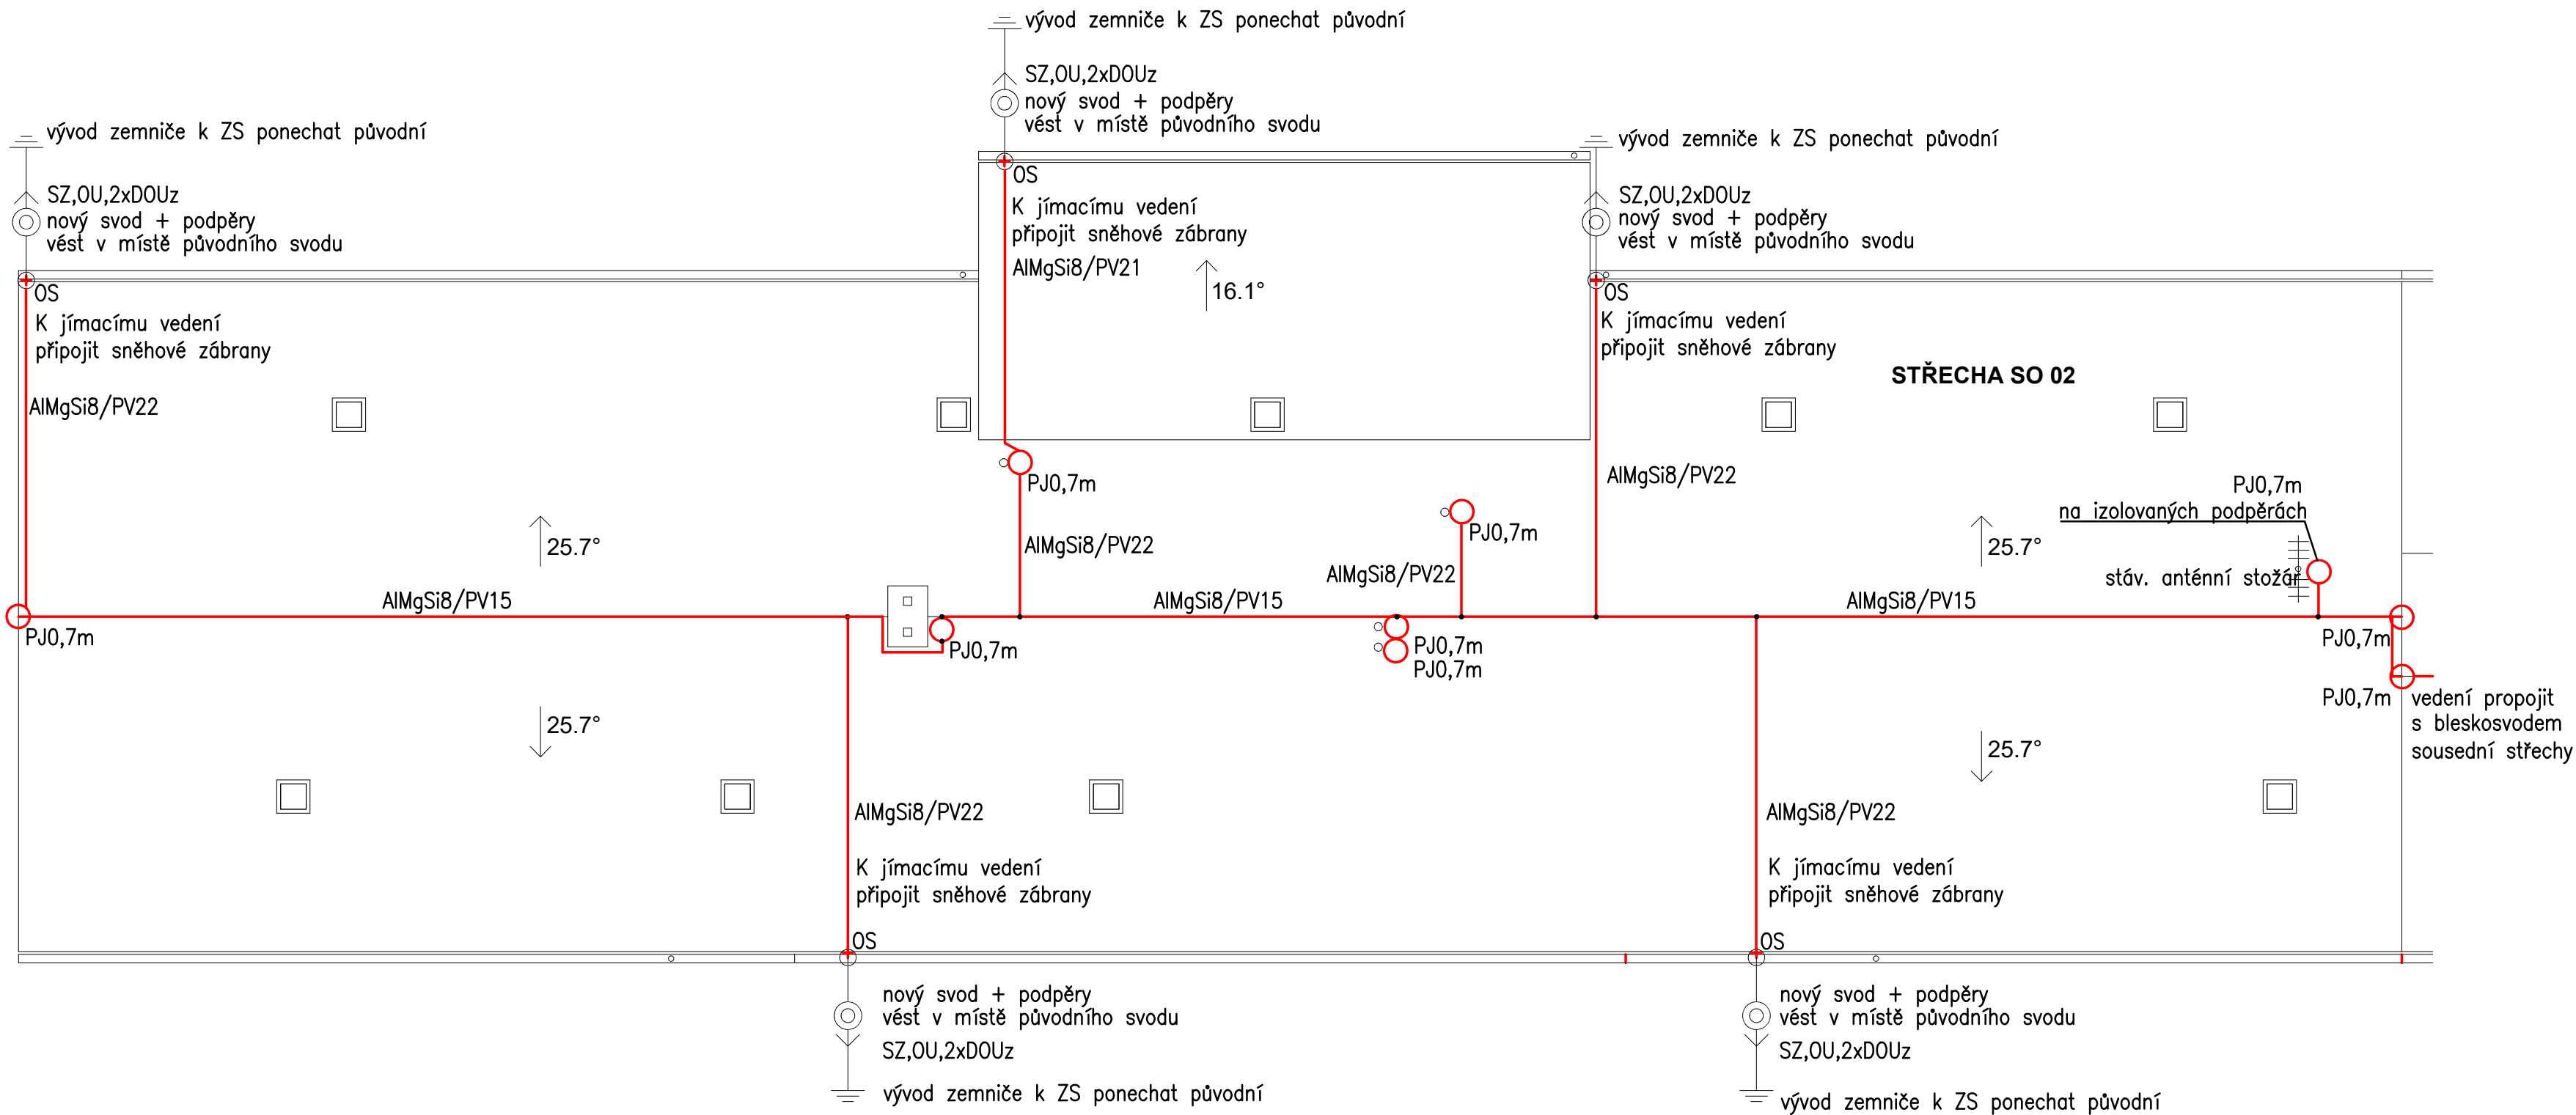 vývod zemniče k ZS ponechat původní
SZ,OU,2xDOUz
nový svod + podpěry
vést v místě původního svodu
vývod zemniče k ZS ponechat původní
SZ,OU,2xDOUz
nový svod + podpěry
vést v místě původního svodu
vývod zemniče k ZS ponechat původní
SZ,OU,2xDOUz
nový svod + podpěry
vést v místě původního svodu
OS
K jímacímu vedení
připojit sněhové zábrany
AlMgSi8/PV21
16.1°
OS
K jímacímu vedení
připojit sněhové zábrany
AlMgSi8/PV22
OS
K jímacímu vedení
připojit sněhové zábrany
STŘECHA SO 02
AlMgSi8/PV22
PJ0,7m
AlMgSi8/PV22
PJ0,7m
AlMgSi8/PV22
PJ0,7m
na izolovaných podpěrách
stáv. anténní stožár
25.7°
25.7°
AlMgSi8/PV15
AlMgSi8/PV15
AlMgSi8/PV15
PJ0,7m
PJ0,7m
PJ0,7m
PJ0,7m
PJ0,7m
PJ0,7m
vedení propojit
s bleskosvodem
sousední střechy
25.7°
25.7°
AlMgSi8/PV22
K jímacímu vedení
připojit sněhové zábrany
OS
AlMgSi8/PV22
K jímacímu vedení
připojit sněhové zábrany
OS
nový svod + podpěry
vést v místě původního svodu
SZ,OU,2xDOUz
vývod zemniče k ZS ponechat původní
nový svod + podpěry
vést v místě původního svodu
SZ,OU,2xDOUz
vývod zemniče k ZS ponechat původní